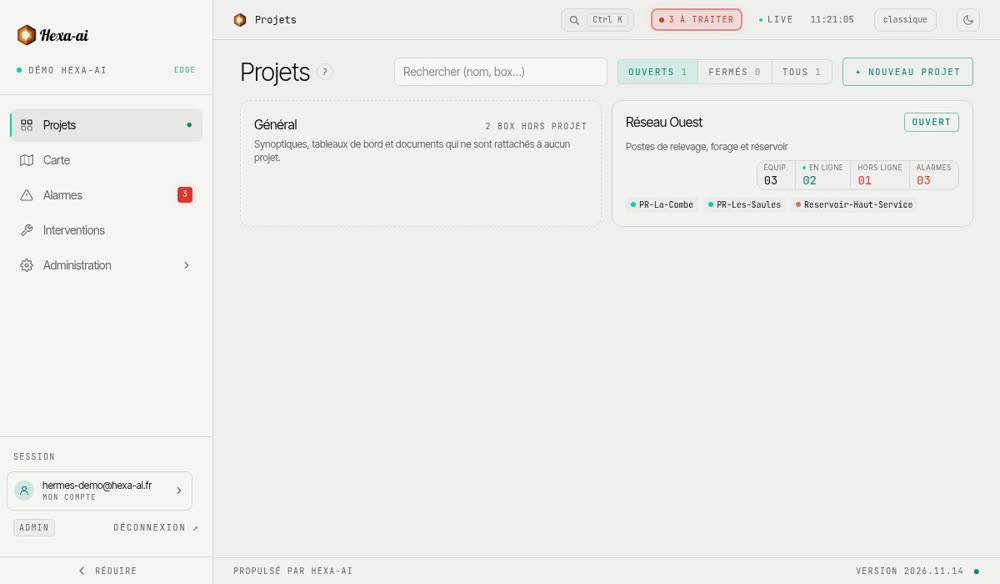 Hexa-ai
DÉMO HEXA-AI EDGE
Projets
Carte
Alarmes 3
Interventions
Administration
SESSION
hermes-demo@hexa-ai.fr
MON COMPTE
ADMIN DÉCONNEXION ↗
RÉDUIRE
Projets Ctrl K 3 À TRAITER LIVE 11:21:05 classique
Projets ? Rechercher (nom, box…) OUVERTS 1 FERMÉS 0 TOUS 1 + NOUVEAU PROJET
Général 2 BOX HORS PROJET
Synoptiques, tableaux de bord et documents qui ne sont rattachés à aucun
projet.
Réseau Ouest OUVERT
Postes de relevage, forage et réservoir
ÉQUIP. EN LIGNE HORS LIGNE ALARMES
03 02 01 03
PR-La-Combe PR-Les-Saules Reservoir-Haut-Service
PROPULSÉ PAR HEXA-AI VERSION 2026.11.14